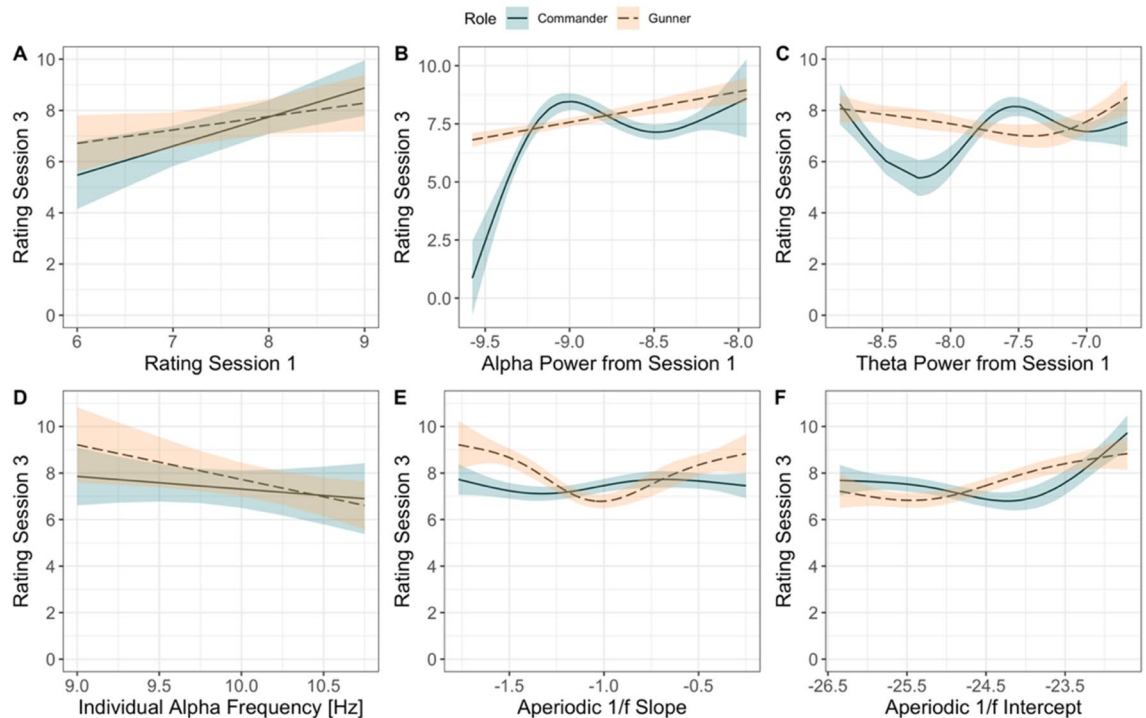 Role Commander Gunner
A
10
8
6
4
2
0
Rating Session 3
6 7 8 9
Rating Session 1
B
10.0
7.5
5.0
2.5
0.0
Rating Session 3
-9.5 -9.0 -8.5 -8.0
Alpha Power from Session 1
C
10
8
6
4
2
0
Rating Session 3
-8.5 -8.0 -7.5 -7.0
Theta Power from Session 1
D
10
8
6
4
2
0
Rating Session 3
9.0 9.5 10.0 10.5
Individual Alpha Frequency [Hz]
E
10
8
6
4
2
0
Rating Session 3
-1.5 -1.0 -0.5
Aperiodic 1/f Slope
F
10
8
6
4
2
0
Rating Session 3
-26.5 -25.5 -24.5 -23.5
Aperiodic 1/f Intercept